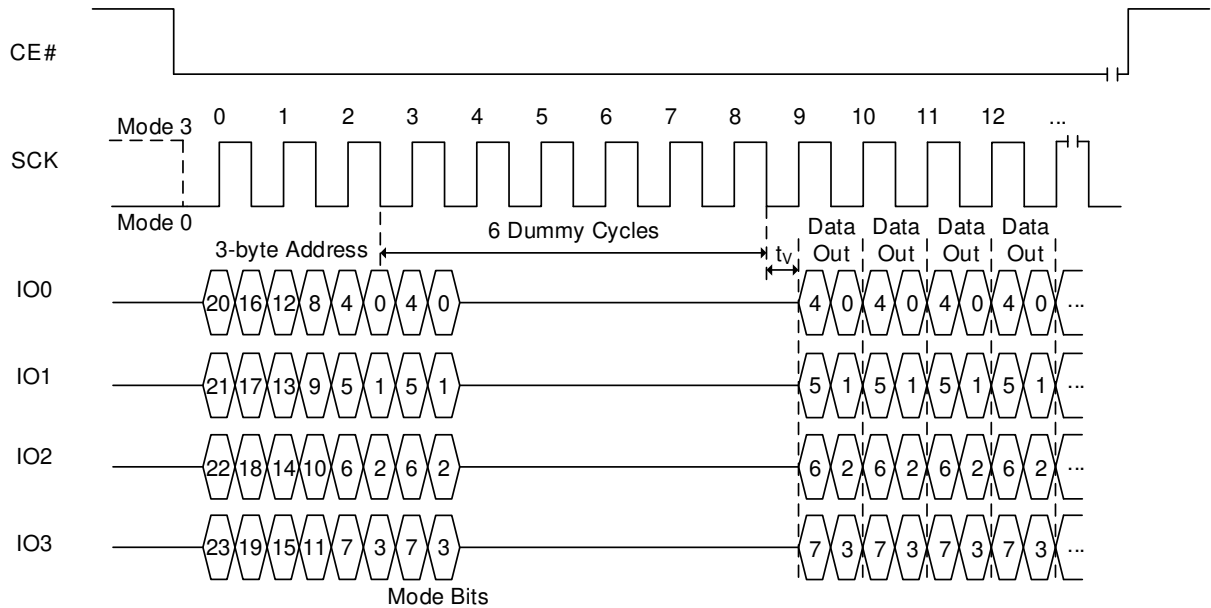 CE#
0 1 2 3 4 5 6 7 8 9 10 11 12 ...
Mode 3
SCK
Mode 0
6 Dummy Cycles
3-byte Address
Data Out Data Out Data Out Data Out
tV
IO0
20 16 12 8 4 0 4 0 4 0 4 0 4 0 4 0 ...
IO1
21 17 13 9 5 1 5 1 5 1 5 1 5 1 5 1 ...
IO2
22 18 14 10 6 2 6 2 6 2 6 2 6 2 6 2 ...
IO3
23 19 15 11 7 3 7 3 7 3 7 3 7 3 7 3 ...
Mode Bits